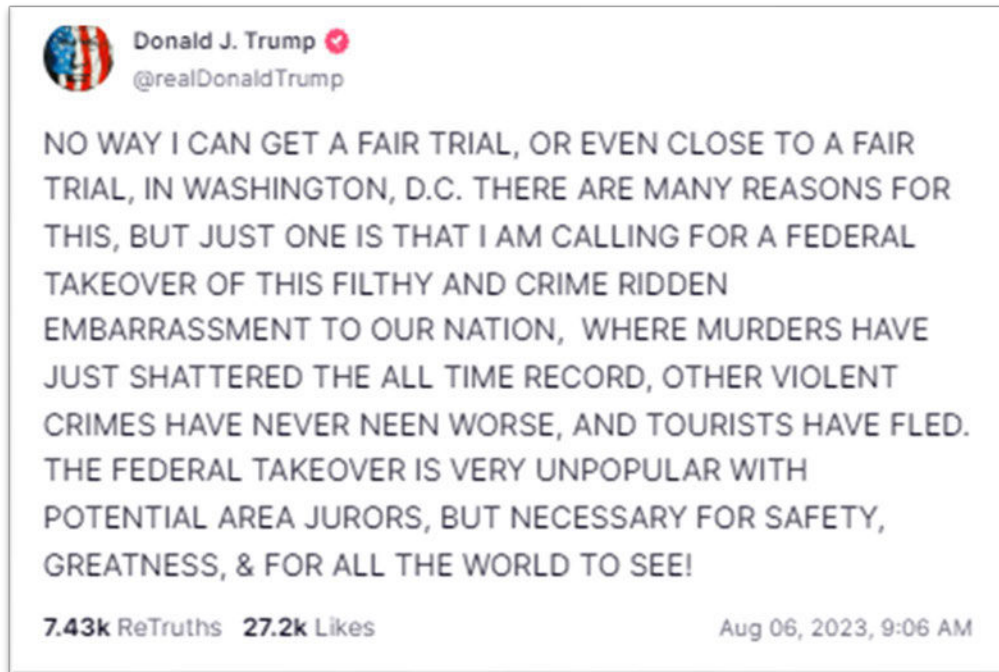 Donald J. Trump
@realDonaldTrump
NO WAY I CAN GET A FAIR TRIAL, OR EVEN CLOSE TO A FAIR
TRIAL, IN WASHINGTON, D.C. THERE ARE MANY REASONS FOR
THIS, BUT JUST ONE IS THAT I AM CALLING FOR A FEDERAL
TAKEOVER OF THIS FILTHY AND CRIME RIDDEN
EMBARRASSMENT TO OUR NATION,  WHERE MURDERS HAVE
JUST SHATTERED THE ALL TIME RECORD, OTHER VIOLENT
CRIMES HAVE NEVER NEEN WORSE, AND TOURISTS HAVE FLED.
THE FEDERAL TAKEOVER IS VERY UNPOPULAR WITH
POTENTIAL AREA JURORS, BUT NECESSARY FOR SAFETY,
GREATNESS, & FOR ALL THE WORLD TO SEE!
7.43k ReTruths 27.2k Likes Aug 06, 2023, 9:06 AM